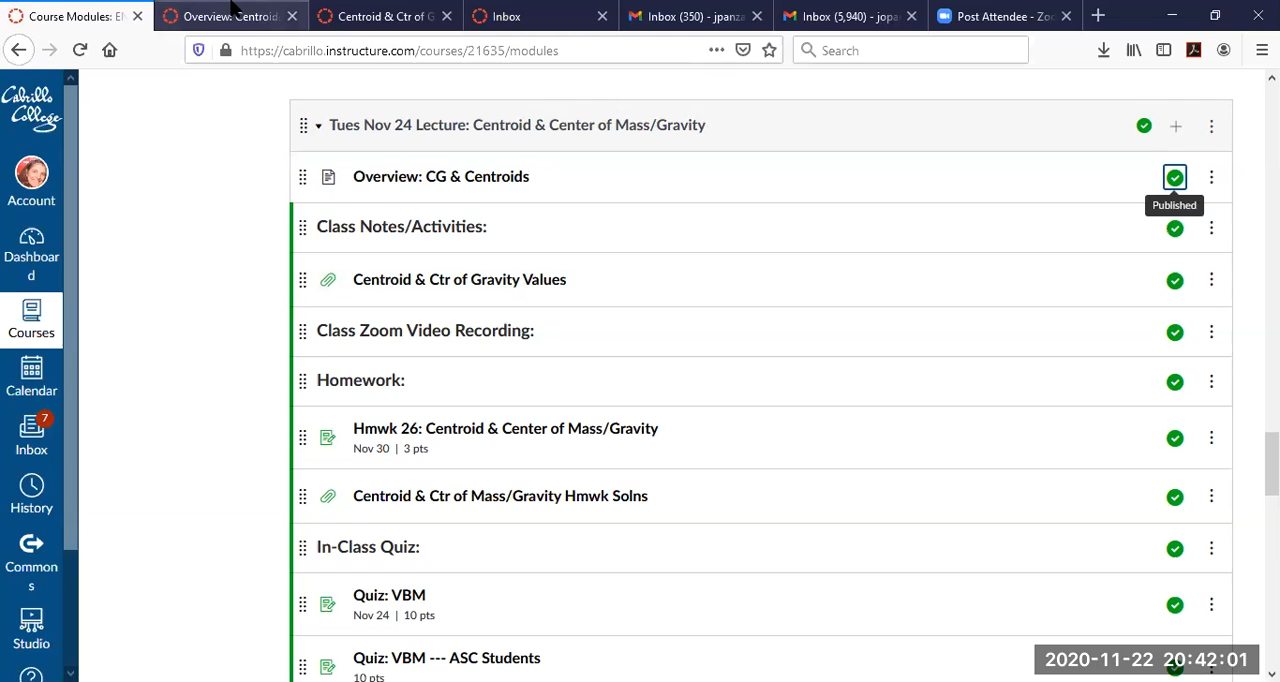 Course Modules: E
Overview: Centroid,
Centroid & Ctr of G
Inbox
Inbox (350) - jpanza
Inbox (5,940) - jopa
Post Attendee - Zoo
https://cabrillo.instructure.com/courses/21635/modules
Search
Cabrillo College
Account
Dashboar
d
Courses
Calendar
7
Inbox
History
Common
s
Studio
Tues Nov 24 Lecture: Centroid & Center of Mass/Gravity
Overview: CG & Centroids
Published
Class Notes/Activities:
Centroid & Ctr of Gravity Values
Class Zoom Video Recording:
Homework:
Hmwk 26: Centroid & Center of Mass/Gravity
Nov 30 | 3 pts
Centroid & Ctr of Mass/Gravity Hmwk Solns
In-Class Quiz:
Quiz: VBM
Nov 24 | 10 pts
Quiz: VBM --- ASC Students
10 pts
2020-11-22 20:42:01